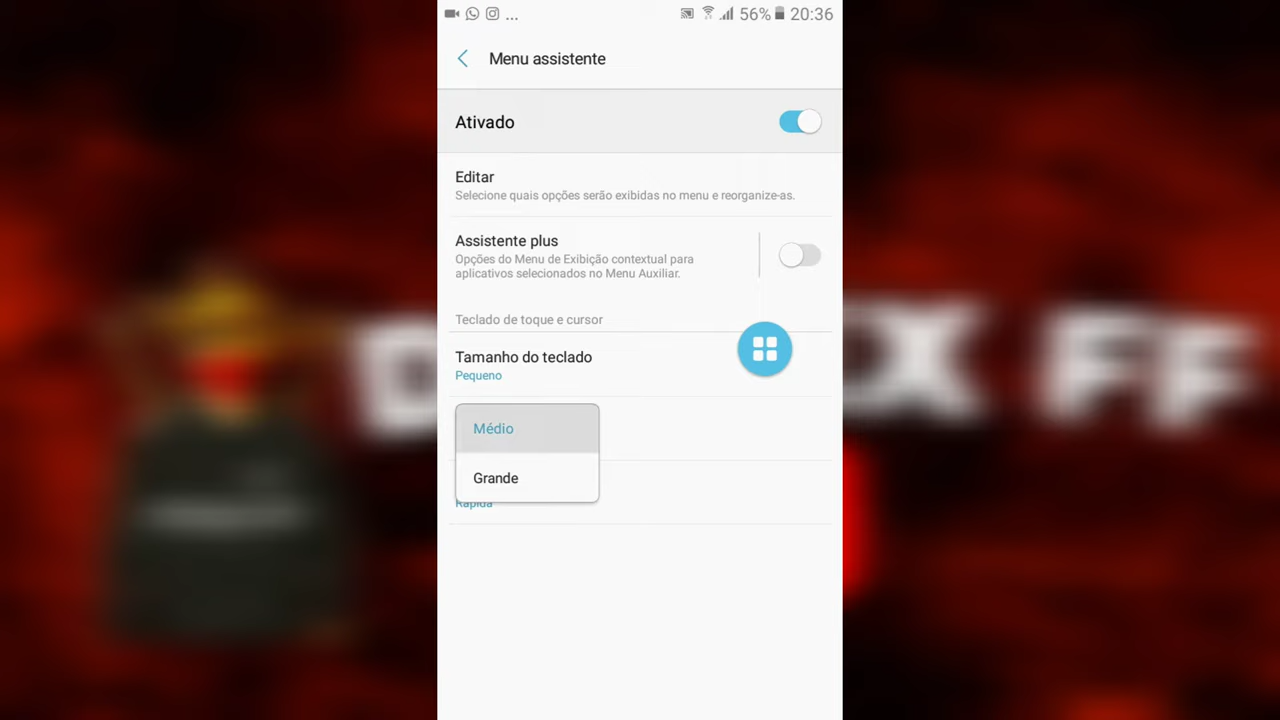 ... 56% 20:36
Menu assistente
Ativado
Editar
Selecione quais opções serão exibidas no menu e reorganize-as.
Assistente plus
Opções do Menu de Exibição contextual para
aplicativos selecionados no Menu Auxiliar.
Teclado de toque e cursor
Tamanho do teclado
Pequeno
Médio
Grande
Rápida
X FF